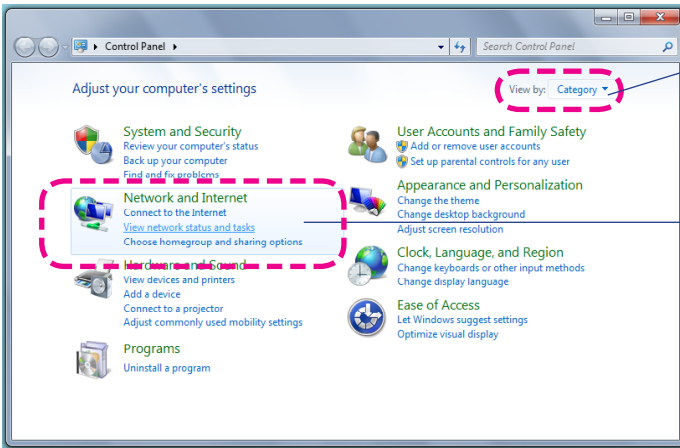 Control Panel
Search Control Panel
Adjust your computer's settings
View by: Category
System and Security
Review your computer's status
Back up your computer
Find and fix problems
Network and Internet
Connect to the Internet
View network status and tasks
Choose homegroup and sharing options
Hardware and Sound
View devices and printers
Add a device
Connect to a projector
Adjust commonly used mobility settings
Programs
Uninstall a program
User Accounts and Family Safety
Add or remove user accounts
Set up parental controls for any user
Appearance and Personalization
Change the theme
Change desktop background
Adjust screen resolution
Clock, Language, and Region
Change keyboards or other input methods
Change display language
Ease of Access
Let Windows suggest settings
Optimize visual display